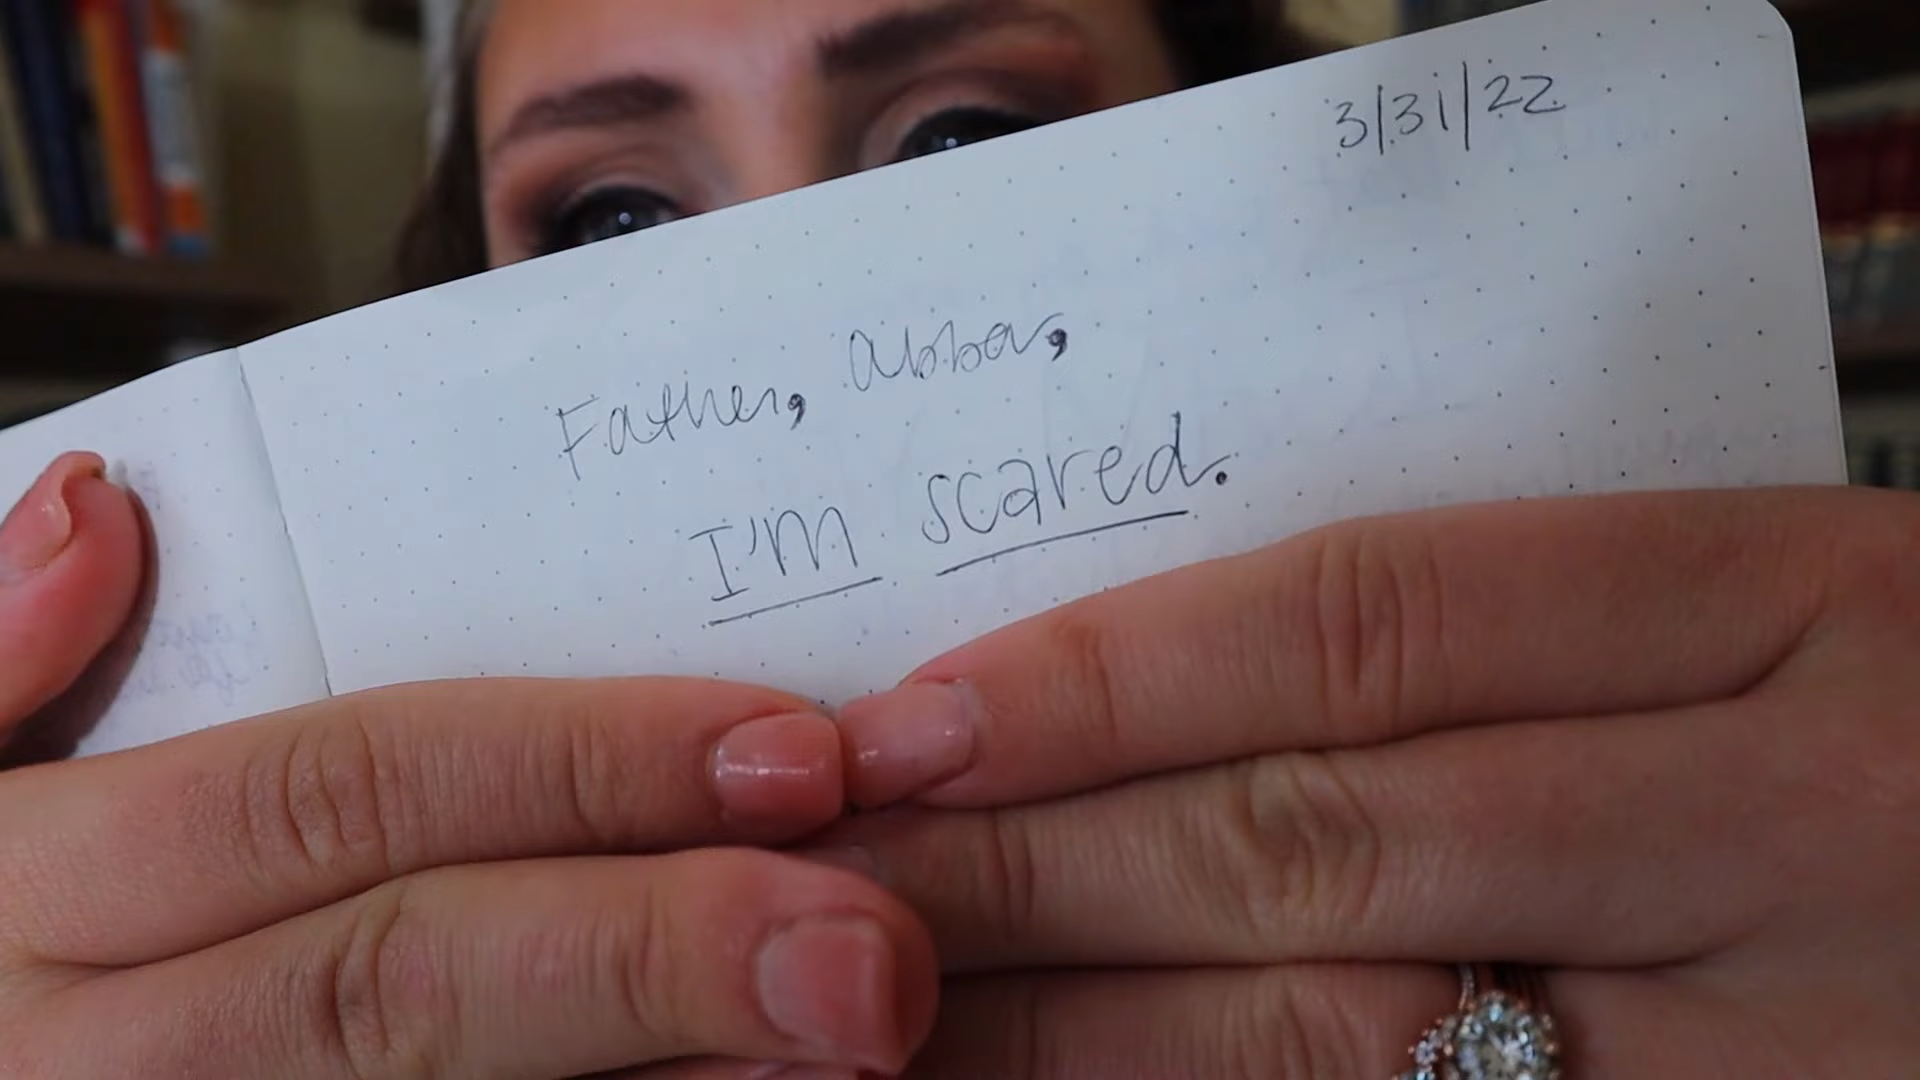 3/31/22
Father, abba,
I'm scared.